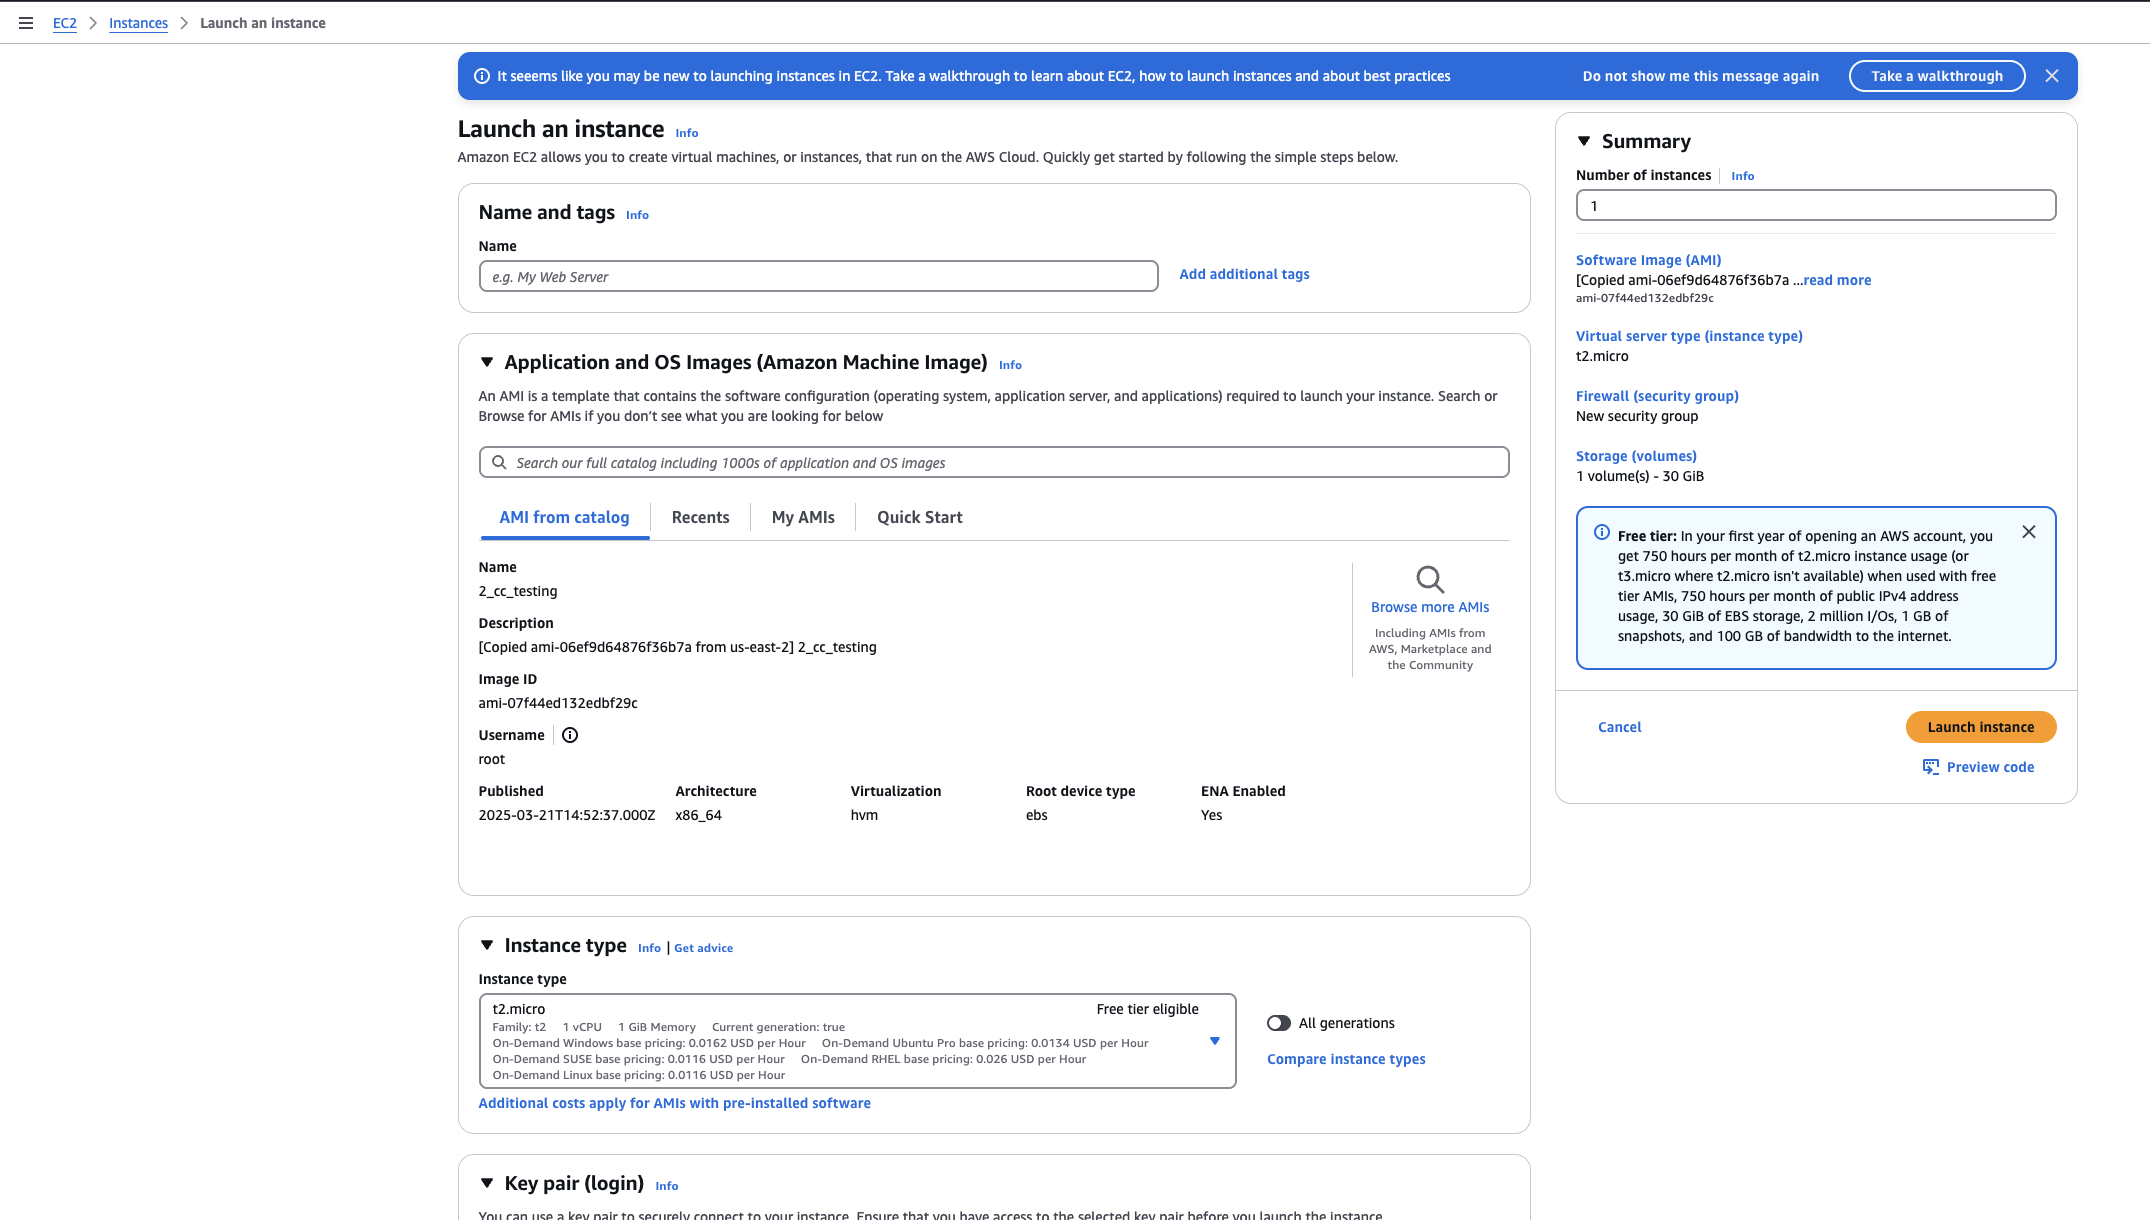 EC2 > Instances > Launch an instance
It seeems like you may be new to launching instances in EC2. Take a walkthrough to learn about EC2, how to launch instances and about best practices
Do not show me this message again
Take a walkthrough
Launch an instance Info
Amazon EC2 allows you to create virtual machines, or instances, that run on the AWS Cloud. Quickly get started by following the simple steps below.
Name and tags Info
Name
e.g. My Web Server
Add additional tags
Application and OS Images (Amazon Machine Image) Info
An AMI is a template that contains the software configuration (operating system, application server, and applications) required to launch your instance. Search or
Browse for AMIs if you don’t see what you are looking for below
Search our full catalog including 1000s of application and OS images
AMI from catalog
Recents
My AMIs
Quick Start
Name
2_cc_testing
Description
[Copied ami-06ef9d64876f36b7a from us-east-2] 2_cc_testing
Image ID
ami-07f44ed132edbf29c
Username
root
Browse more AMIs
Including AMIs from
AWS, Marketplace and
the Community
Published Architecture Virtualization Root device type ENA Enabled
2025-03-21T14:52:37.000Z x86_64 hvm ebs Yes
Instance type Info | Get advice
Instance type
t2.micro Free tier eligible
Family: t2 1 vCPU 1 GiB Memory Current generation: true
On-Demand Windows base pricing: 0.0162 USD per Hour On-Demand Ubuntu Pro base pricing: 0.0134 USD per Hour
On-Demand SUSE base pricing: 0.0116 USD per Hour On-Demand RHEL base pricing: 0.026 USD per Hour
On-Demand Linux base pricing: 0.0116 USD per Hour
All generations
Compare instance types
Additional costs apply for AMIs with pre-installed software
Key pair (login) Info
You can use a key pair to securely connect to your instance. Ensure that you have access to the selected key pair before you launch the instance.
Summary
Number of instances Info
1
Software Image (AMI)
[Copied ami-06ef9d64876f36b7a ...read more
ami-07f44ed132edbf29c
Virtual server type (instance type)
t2.micro
Firewall (security group)
New security group
Storage (volumes)
1 volume(s) - 30 GiB
Free tier: In your first year of opening an AWS account, you
get 750 hours per month of t2.micro instance usage (or
t3.micro where t2.micro isn't available) when used with free
tier AMIs, 750 hours per month of public IPv4 address
usage, 30 GiB of EBS storage, 2 million I/Os, 1 GB of
snapshots, and 100 GB of bandwidth to the internet.
Cancel
Launch instance
Preview code